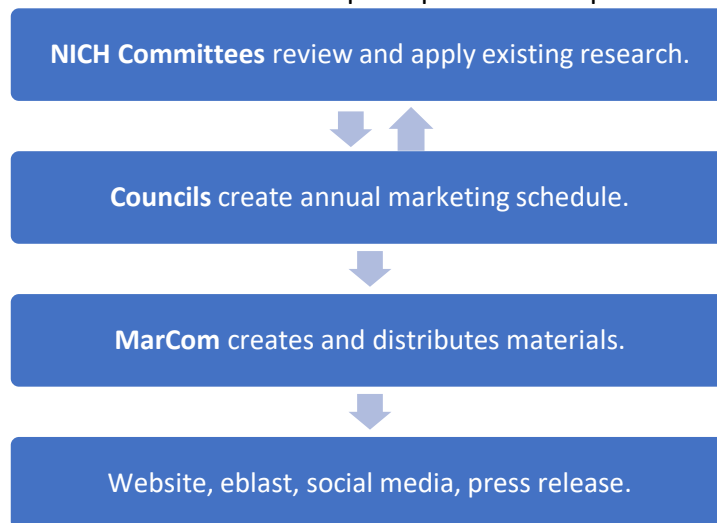 NICH Committees review and apply existing research.
Councils create annual marketing schedule.
MarCom creates and distributes materials.
Website, eblast, social media, press release.